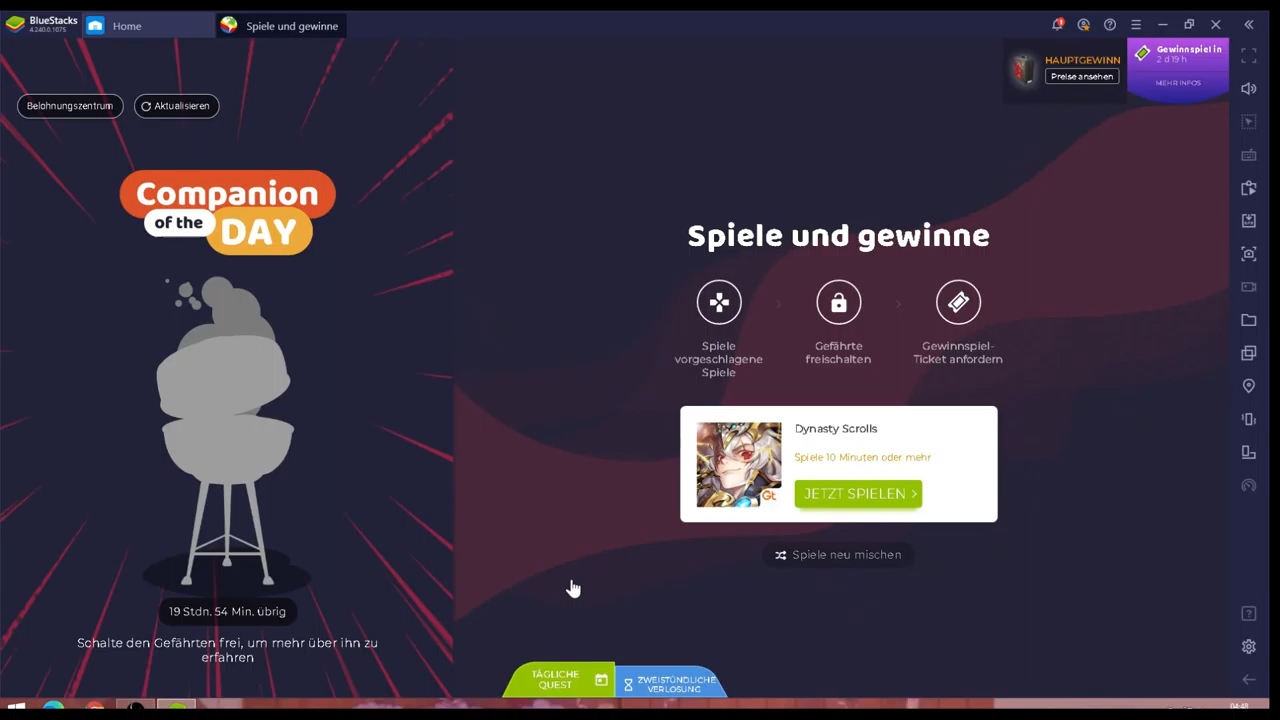 BlueStacks
4.240.0.1075
Home
Spiele und gewinne
HAUPTGEWINN
Preise ansehen
Gewinnspiel in
2 d 19 h
MEHR INFOS
Belohnungszentrum
Aktualisieren
Companion
of the
DAY
19 Stdn. 54 Min. übrig
Schalte den Gefährten frei, um mehr über ihn zu
erfahren
Spiele und gewinne
Spiele
vorgeschlagene
Spiele
Gefährte
freischalten
Gewinnspiel-
Ticket anfordern
Dynasty Scrolls
Spiele 10 Minuten oder mehr
Gt
JETZT SPIELEN
Spiele neu mischen
TÄGLICHE
QUEST
ZWEISTÜNDLICHE
VERLOSUNG
04:48